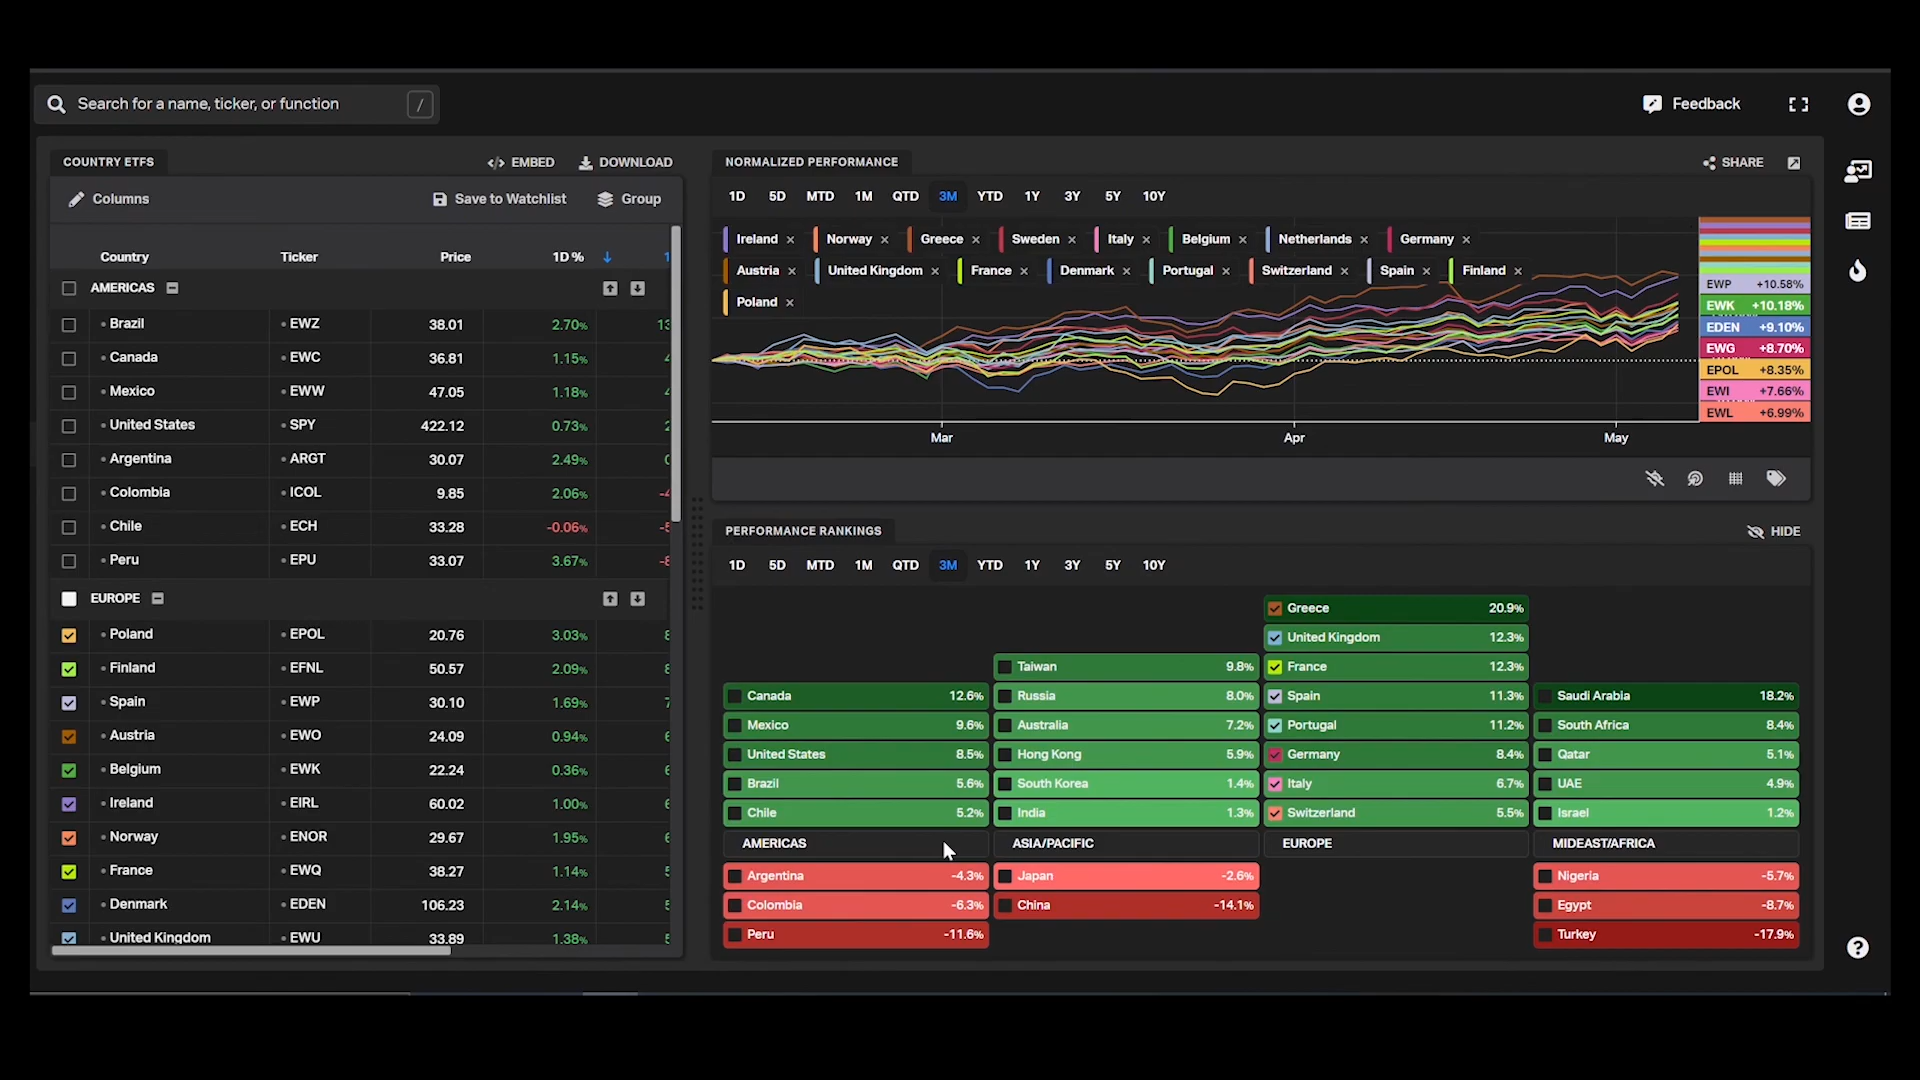 Search for a name, ticker, or function /
Feedback
COUNTRY ETFS EMBED DOWNLOAD
Columns Save to Watchlist Group
Country Ticker Price 1D %
AMERICAS
Brazil EWZ 38.01 2.70%
Canada EWC 36.81 1.15%
Mexico EWW 47.05 1.18%
United States SPY 422.12 0.73%
Argentina ARGT 30.07 2.49%
Colombia ICOL 9.85 2.06%
Chile ECH 33.28 -0.06%
Peru EPU 33.07 3.67%
EUROPE
Poland EPOL 20.76 3.03%
Finland EFNL 50.57 2.09%
Spain EWP 30.10 1.69%
Austria EWO 24.09 0.94%
Belgium EWK 22.24 0.36%
Ireland EIRL 60.02 1.00%
Norway ENOR 29.67 1.95%
France EWQ 38.27 1.14%
Denmark EDEN 106.23 2.14%
United Kingdom EWU 33.89 1.38%
NORMALIZED PERFORMANCE SHARE
1D 5D MTD 1M QTD 3M YTD 1Y 3Y 5Y 10Y
Ireland × Norway × Greece × Sweden × Italy × Belgium × Netherlands × Germany ×
Austria × United Kingdom × France × Denmark × Portugal × Switzerland × Spain × Finland ×
Poland ×
EWP +10.58%
EWK +10.18%
EDEN +9.10%
EWG +8.70%
EPOL +8.35%
EWI +7.66%
EWL +6.99%
Mar Apr May
PERFORMANCE RANKINGS HIDE
1D 5D MTD 1M QTD 3M YTD 1Y 3Y 5Y 10Y
Greece 20.9%
United Kingdom 12.3%
Taiwan 9.8% France 12.3%
Canada 12.6% Russia 8.0% Spain 11.3% Saudi Arabia 18.2%
Mexico 9.6% Australia 7.2% Portugal 11.2% South Africa 8.4%
United States 8.5% Hong Kong 5.9% Germany 8.4% Qatar 5.1%
Brazil 5.6% South Korea 1.4% Italy 6.7% UAE 4.9%
Chile 5.2% India 1.3% Switzerland 5.5% Israel 1.2%
AMERICAS ASIA/PACIFIC EUROPE MIDEAST/AFRICA
Argentina -4.3% Japan -2.6% Nigeria -5.7%
Colombia -6.3% China -14.1% Egypt -8.7%
Peru -11.6% Turkey -17.9%